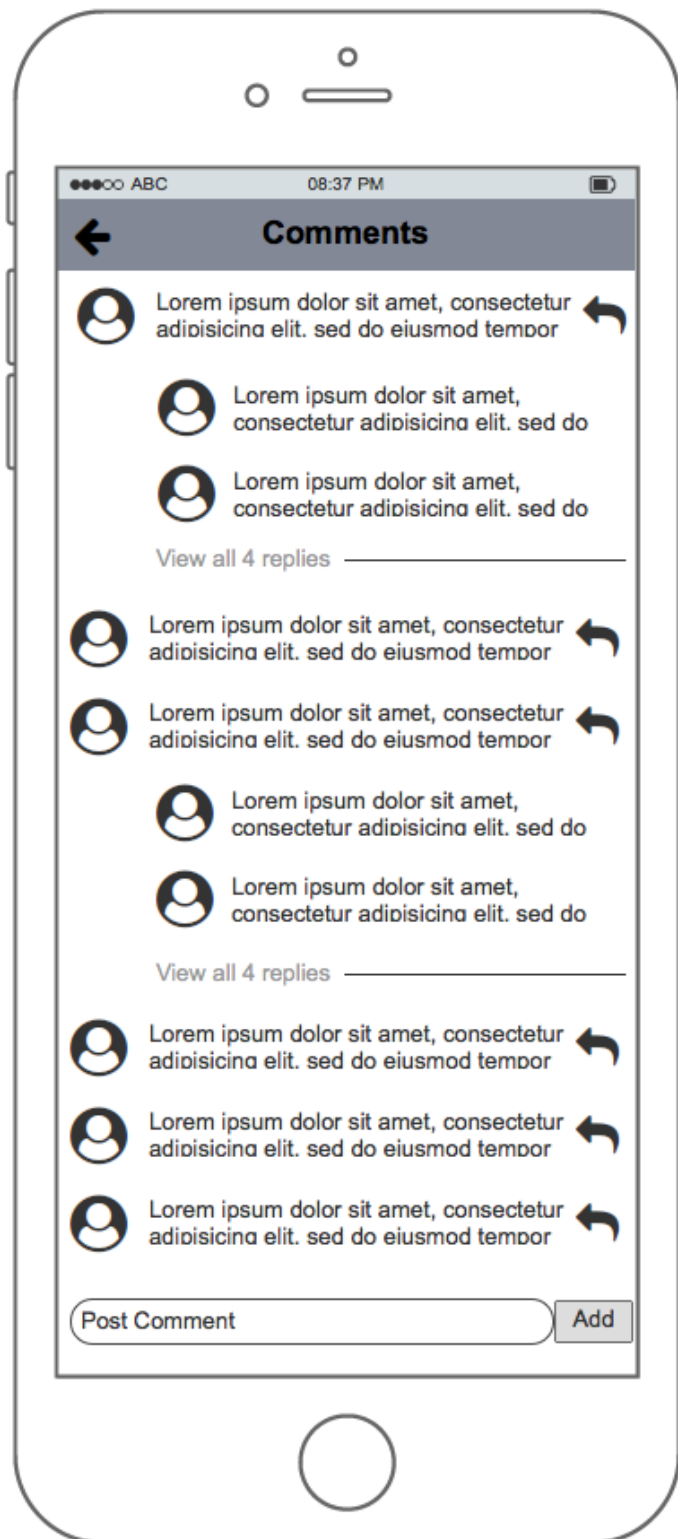 ABC 08:37 PM
Comments
Lorem ipsum dolor sit amet, consectetur
adipisicing elit, sed do eiusmod tempor
Lorem ipsum dolor sit amet,
consectetur adipisicing elit, sed do
Lorem ipsum dolor sit amet,
consectetur adipisicing elit, sed do
View all 4 replies
Lorem ipsum dolor sit amet, consectetur
adipisicing elit, sed do eiusmod tempor
Lorem ipsum dolor sit amet, consectetur
adipisicing elit, sed do eiusmod tempor
Lorem ipsum dolor sit amet,
consectetur adipisicing elit, sed do
Lorem ipsum dolor sit amet,
consectetur adipisicing elit, sed do
View all 4 replies
Lorem ipsum dolor sit amet, consectetur
adipisicing elit, sed do eiusmod tempor
Lorem ipsum dolor sit amet, consectetur
adipisicing elit, sed do eiusmod tempor
Lorem ipsum dolor sit amet, consectetur
adipisicing elit, sed do eiusmod tempor
Post Comment Add